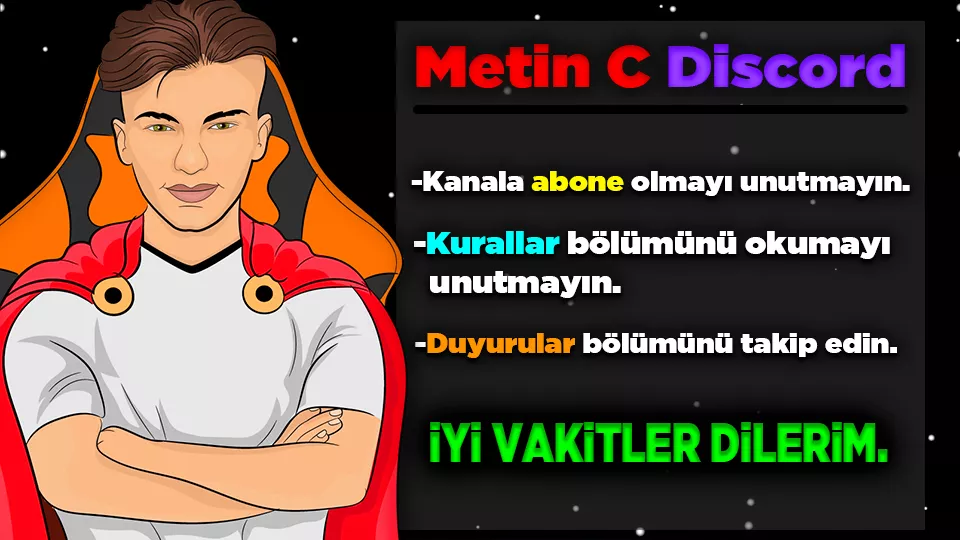 Metin C Discord
-Kanala abone olmayı unutmayın.
-Kurallar bölümünü okumayı
unutmayın.
-Duyurular bölümünü takip edin.
İYİ VAKİTLER DİLERİM.